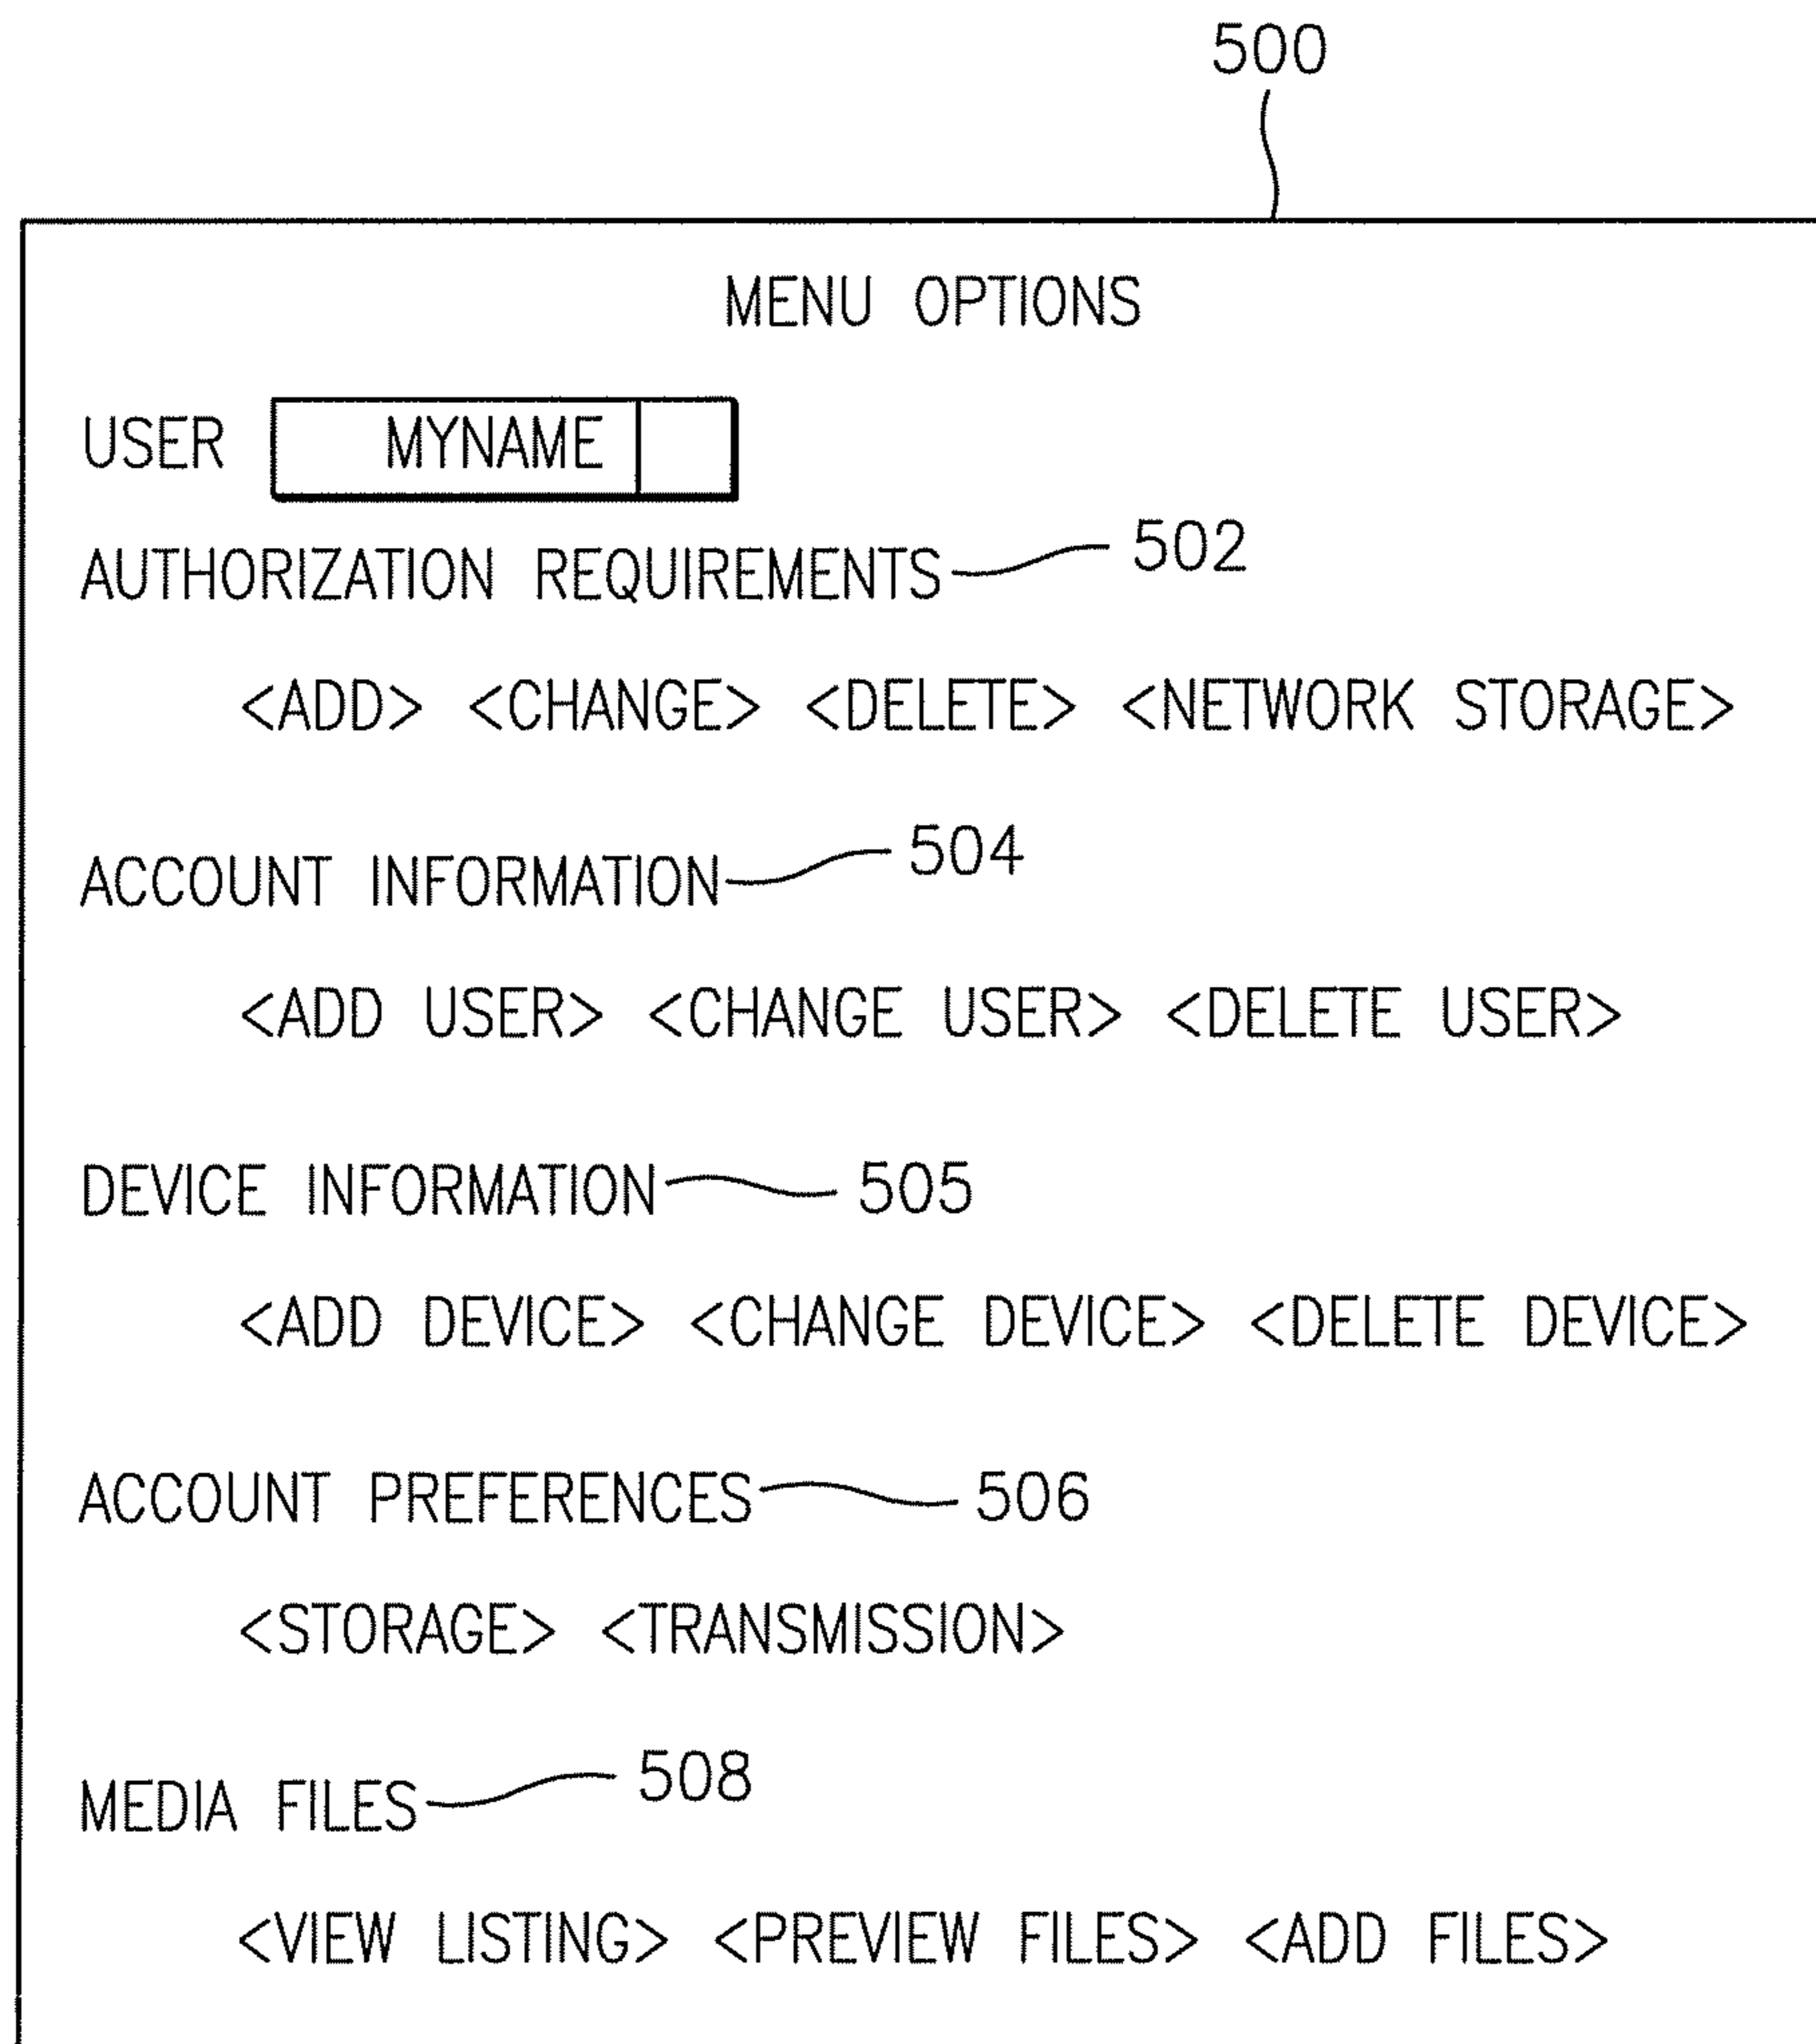 500
MENU OPTIONS
USER MYNAME
AUTHORIZATION REQUIREMENTS 502
<ADD> <CHANGE> <DELETE> <NETWORK STORAGE>
ACCOUNT INFORMATION 504
<ADD USER> <CHANGE USER> <DELETE USER>
DEVICE INFORMATION 505
<ADD DEVICE> <CHANGE DEVICE> <DELETE DEVICE>
ACCOUNT PREFERENCES 506
<STORAGE> <TRANSMISSION>
MEDIA FILES 508
<VIEW LISTING> <PREVIEW FILES> <ADD FILES>